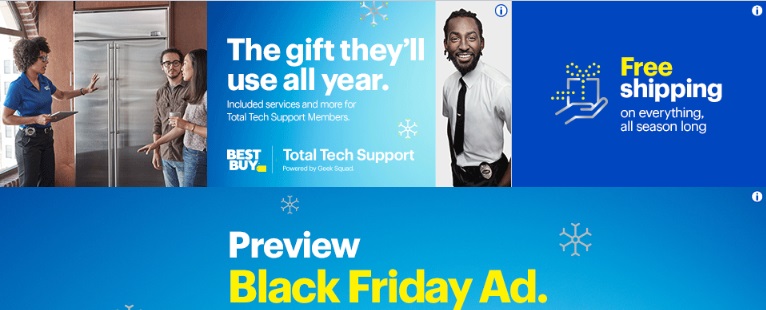 The gift they'll
use all year.
Included services and more for
Total Tech Support Members.
BEST
BUY
Total Tech Support
Powered by Geek Squad.
Free
shipping
on everything,
all season long
Preview
Black Friday Ad.